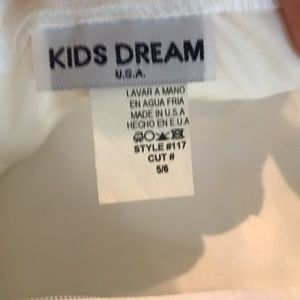 KIDS DREAM
U.S.A.
LAVAR A MANO
EN AGUA FRIA
MADE IN U.S.A
HECHO EN E.U.A
STYLE #117
CUT #
5/6